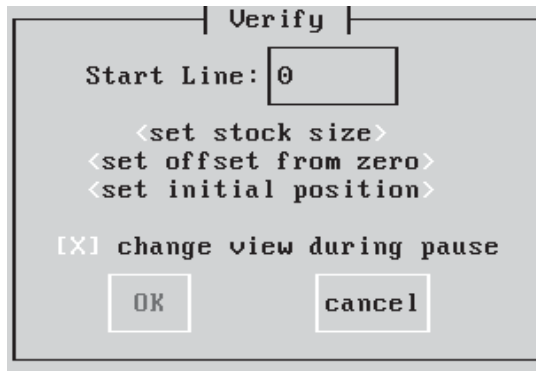 Verify
Start Line: 0
<set stock size>
<set offset from zero>
<set initial position>
[X] change view during pause
OK cancel